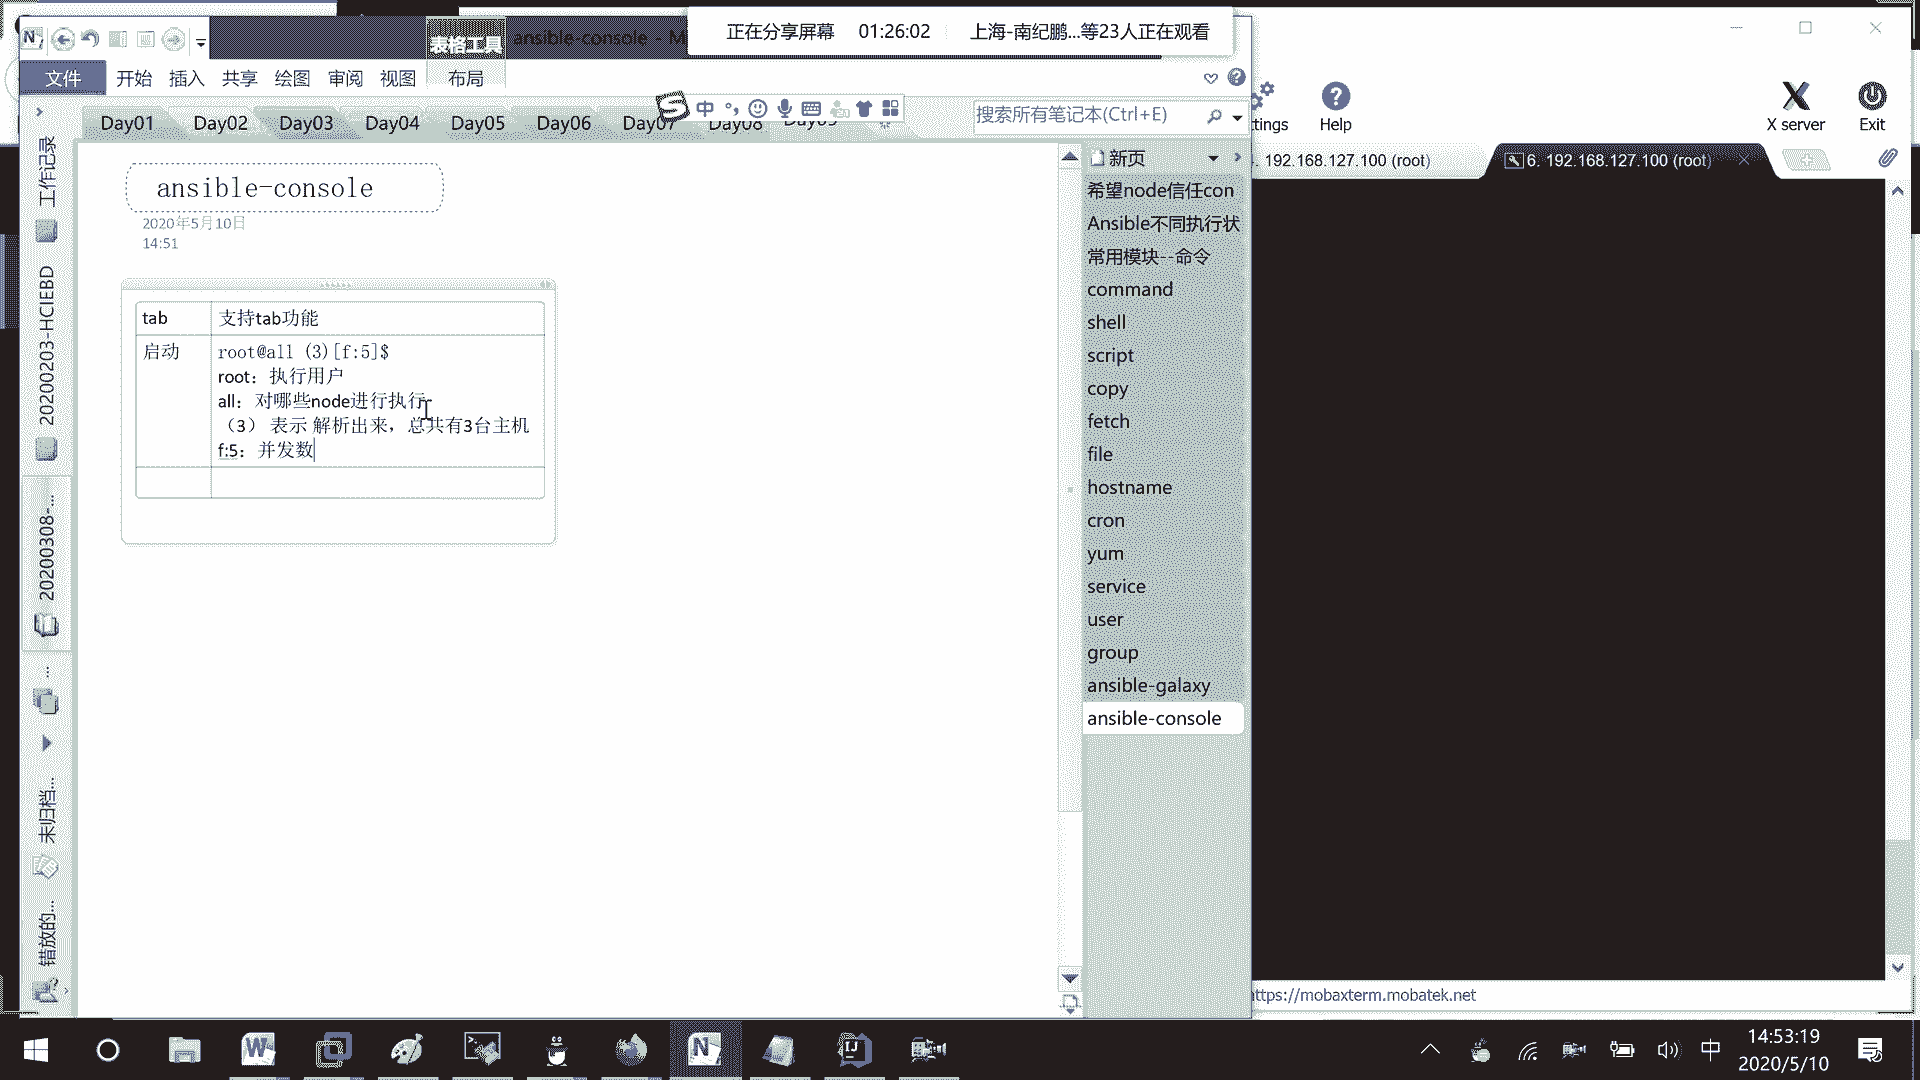 正在分享屏幕 01:26:02 上海-南纪鹏...等23人正在观看
表格工具 ansible-console - M
文件 开始 插入 共享 绘图 审阅 视图 布局
中
搜索所有笔记本(Ctrl+E)
Day01 Day02 Day03 Day04 Day05 Day06 Day07 Day08 Day09
tings Help X server Exit
. 192.168.127.100 (root) 6. 192.168.127.100 (root)
工作记录
20200203-HCIEBD
20200308-...
未归档...
错放的...
ansible-console
2020年5月10日
14:51
tab 支持tab功能
启动 root@all (3)[f:5]$
root：执行用户
all：对哪些node进行执行
（3） 表示 解析出来，总共有3台主机
f:5：并发数
新页
希望node信任con
Ansible不同执行状
常用模块--命令
command
shell
script
copy
fetch
file
hostname
cron
yum
service
user
group
ansible-galaxy
ansible-console
ttps://mobaxterm.mobatek.net
中 14:53:19
2020/5/10